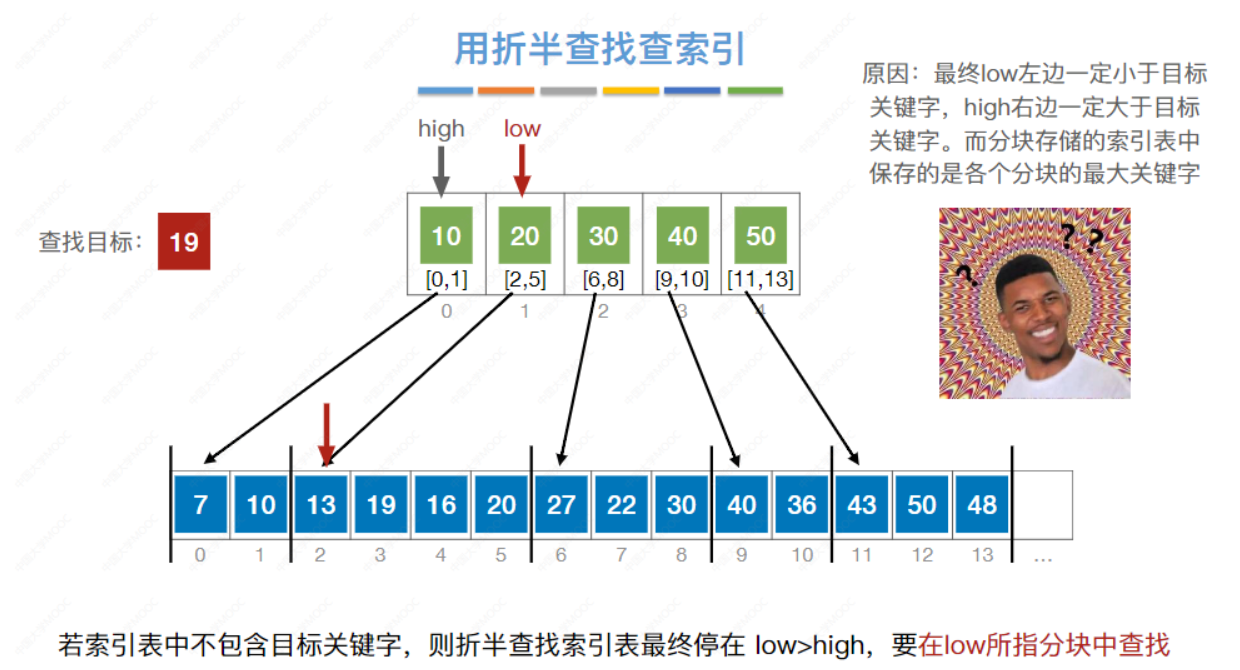 用折半查找查索引
原因：最终low左边一定小于目标
关键字，high右边一定大于目标
关键字。而分块存储的索引表中
保存的是各个分块的最大关键字
high low
查找目标： 19
10 20 30 40 50
[0,1] [2,5] [6,8] [9,10] [11,13]
0 1 2 3 4
? ? ?
7 10 13 19 16 20 27 22 30 40 36 43 50 48
0 1 2 3 4 5 6 7 8 9 10 11 12 13 ...
若索引表中不包含目标关键字，则折半查找索引表最终停在 low>high，要在low所指分块中查找